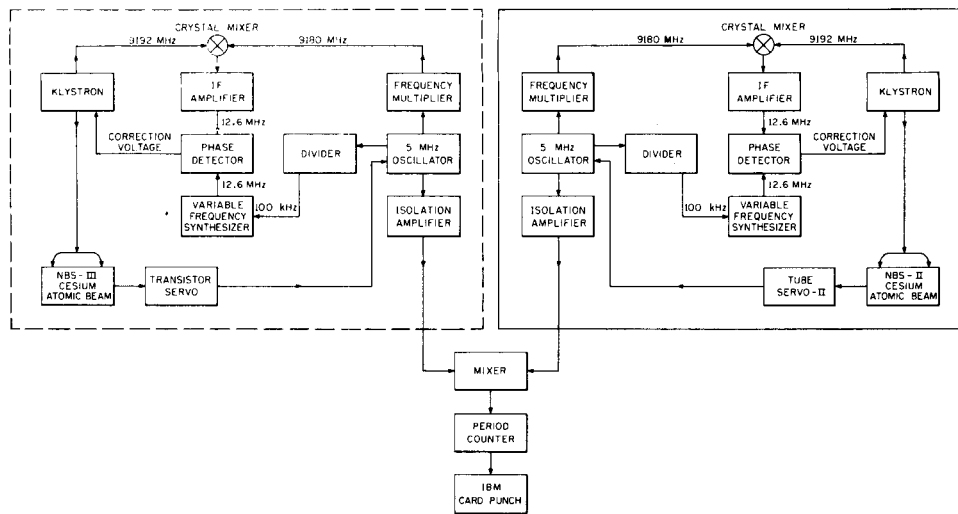 CRYSTAL MIXER
9192 MHz
9180 MHz
KLYSTRON
IF
AMPLIFIER
FREQUENCY
MULTIPLIER
12.6 MHz
CORRECTION
VOLTAGE
PHASE
DETECTOR
DIVIDER
5 MHz
OSCILLATOR
12.6 MHz
100 kHz
VARIABLE
FREQUENCY
SYNTHESIZER
ISOLATION
AMPLIFIER
NBS-III
CESIUM
ATOMIC BEAM
TRANSISTOR
SERVO
CRYSTAL MIXER
9180 MHz
9192 MHz
FREQUENCY
MULTIPLIER
IF
AMPLIFIER
KLYSTRON
12.6 MHz
CORRECTION
VOLTAGE
5 MHz
OSCILLATOR
DIVIDER
PHASE
DETECTOR
12.6 MHz
100 kHz
ISOLATION
AMPLIFIER
VARIABLE
FREQUENCY
SYNTHESIZER
TUBE
SERVO-II
NBS-II
CESIUM
ATOMIC BEAM
MIXER
PERIOD
COUNTER
IBM
CARD PUNCH